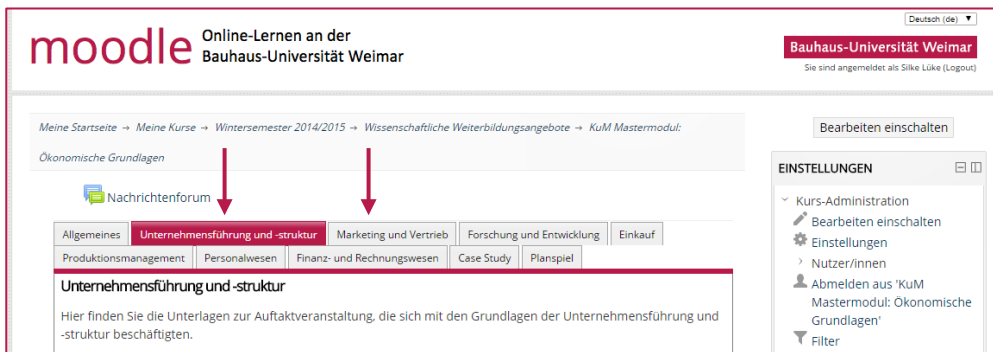 Deutsch (de) ▼
moodle Online-Lernen an der
Bauhaus-Universität Weimar
Bauhaus-Universität Weimar
Sie sind angemeldet als Silke Lüke (Logout)
Meine Startseite → Meine Kurse → Wintersemester 2014/2015 → Wissenschaftliche Weiterbildungsangebote → KuM Mastermodul:
Ökonomische Grundlagen
Nachrichtenforum
Allgemeines Unternehmensführung und -struktur Marketing und Vertrieb Forschung und Entwicklung Einkauf
Produktionsmanagement Personalwesen Finanz- und Rechnungswesen Case Study Planspiel
Unternehmensführung und -struktur
Hier finden Sie die Unterlagen zur Auftaktveranstaltung, die sich mit den Grundlagen der Unternehmensführung und
-struktur beschäftigten.
Bearbeiten einschalten
EINSTELLUNGEN
Kurs-Administration
Bearbeiten einschalten
Einstellungen
Nutzer/innen
Abmelden aus 'KuM
Mastermodul: Ökonomische
Grundlagen'
Filter